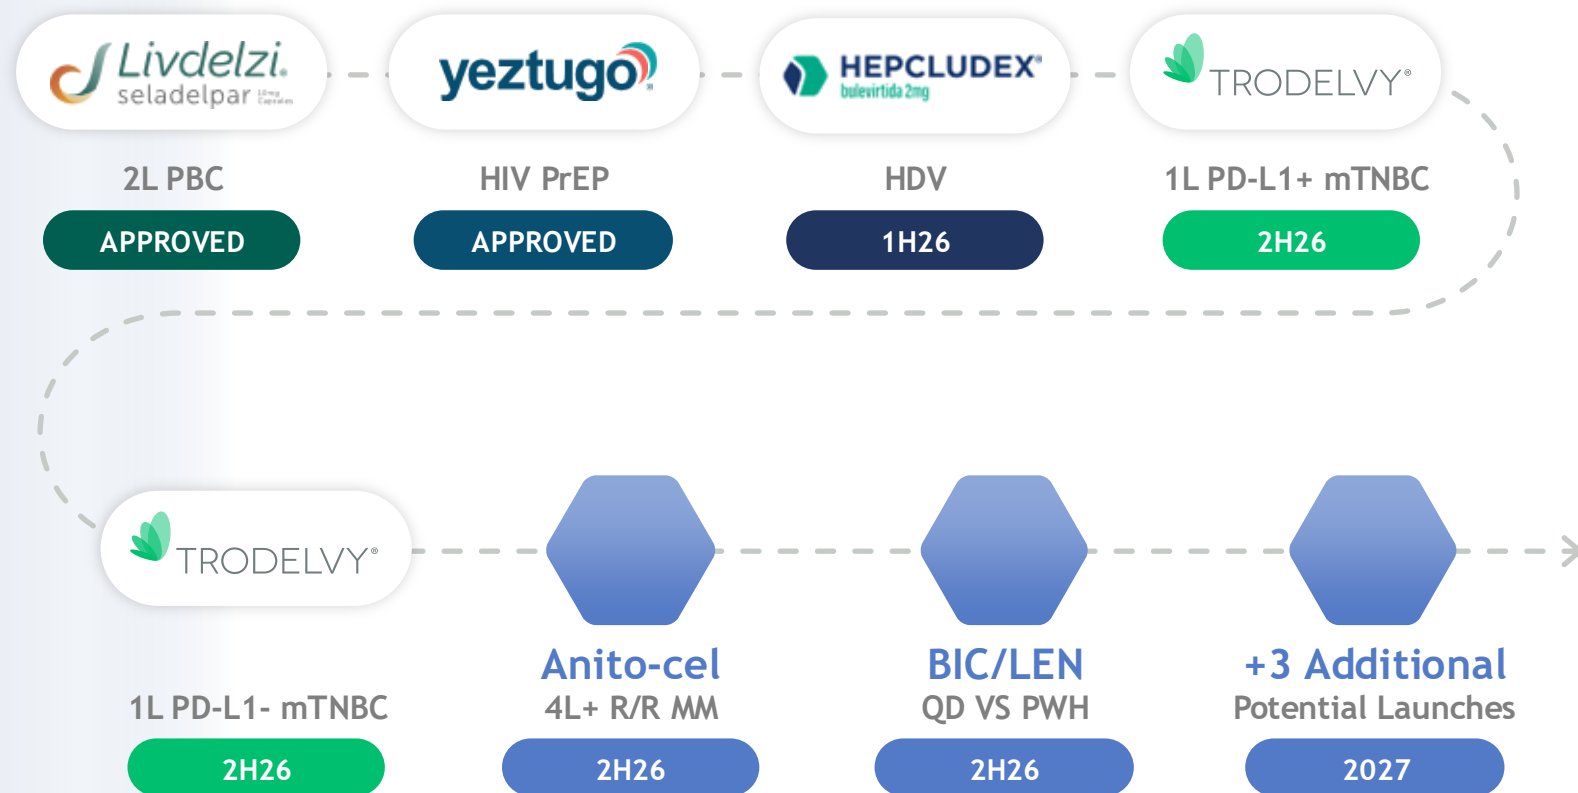 Livdelzi.
seladelpar 10mg Capsules
2L PBC
APPROVED
yeztugo®
HIV PrEP
APPROVED
HEPCLUDEX®
bulevirtida 2mg
HDV
1H26
TRODELVY®
1L PD-L1+ mTNBC
2H26
TRODELVY®
1L PD-L1- mTNBC
2H26
Anito-cel
4L+ R/R MM
2H26
BIC/LEN
QD VS PWH
2H26
+3 Additional
Potential Launches
2027